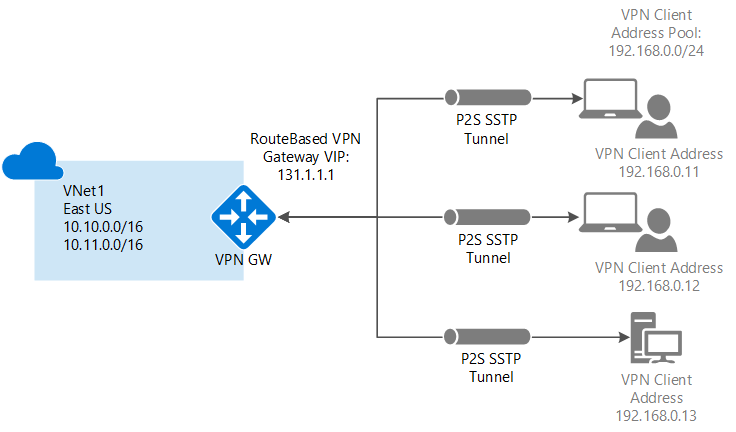 VPN Client
Address Pool:
192.168.0.0/24
P2S SSTP
Tunnel
RouteBased VPN
Gateway VIP:
131.1.1.1
VPN Client Address
192.168.0.11
VNet1
East US
10.10.0.0/16
10.11.0.0/16
VPN GW
P2S SSTP
Tunnel
VPN Client Address
192.168.0.12
P2S SSTP
Tunnel
VPN Client
Address
192.168.0.13